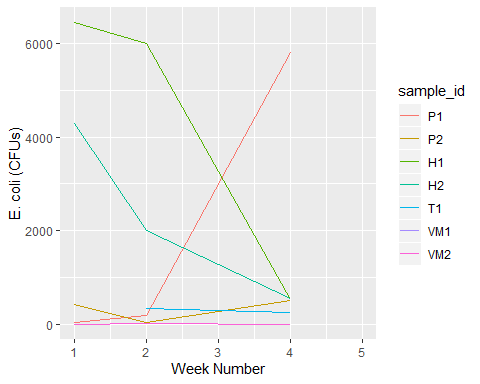 6000
4000
2000
0
E. coli (CFUs)
1 2 3 4 5
Week Number
sample_id
P1
P2
H1
H2
T1
VM1
VM2